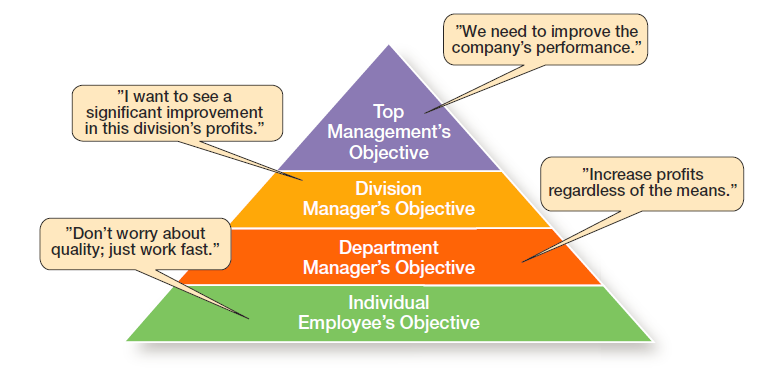 ”We need to improve the
company’s performance.”
”I want to see a
significant improvement
in this division’s profits.”
Top
Management’s
Objective
”Increase profits
regardless of the means.”
Division
Manager’s Objective
”Don’t worry about
quality; just work fast.”
Department
Manager’s Objective
Individual
Employee’s Objective